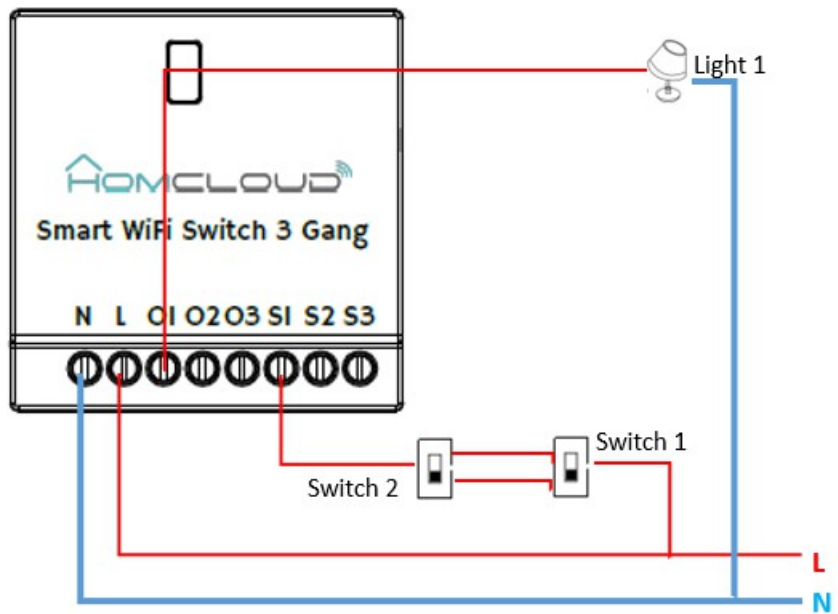 Light 1
HOMCLOUD
Smart WiFi Switch 3 Gang
N L O1 O2 O3 S1 S2 S3
Switch 1
Switch 2
L
N